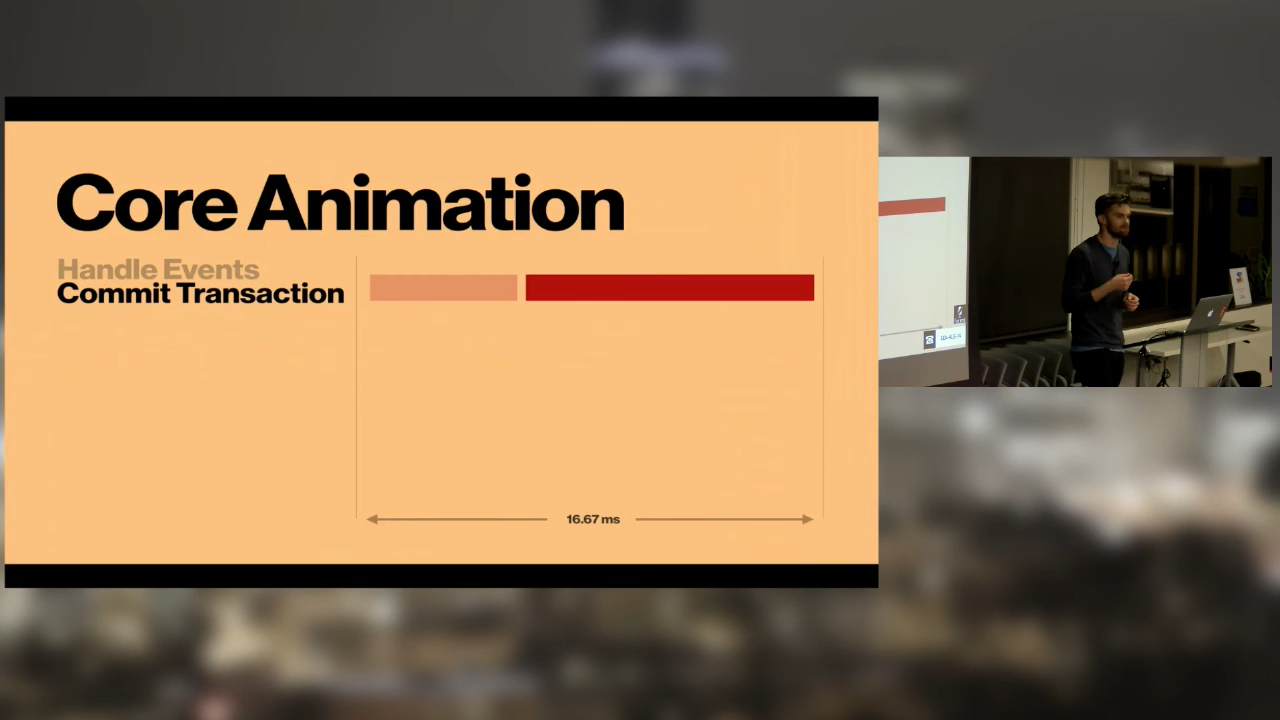 Core Animation
Handle Events
Commit Transaction
16.67 ms